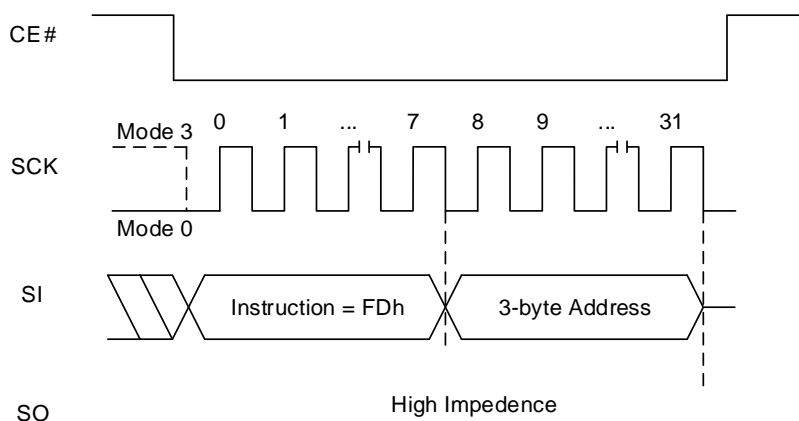 CE#
0 1 ... 7 8 9 ... 31
Mode 3
SCK
Mode 0
SI
Instruction = FDh
3-byte Address
High Impedence
SO